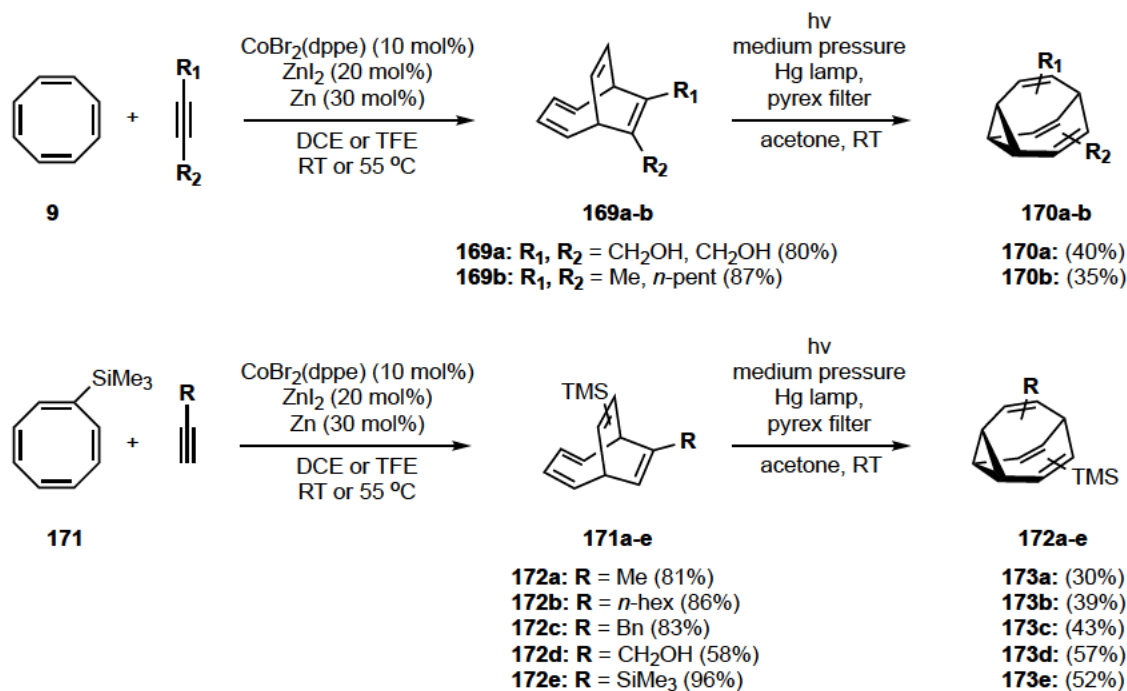 CoBr2(dppe) (10 mol%)
ZnI2 (20 mol%)
Zn (30 mol%)
DCE or TFE
RT or 55 ºC
R1
+
R2
R1
R2
hv
medium pressure
Hg lamp,
pyrex filter
acetone, RT
R1
R2
9
169a-b
170a-b
169a: R1, R2 = CH2OH, CH2OH (80%)
170a: (40%)
169b: R1, R2 = Me, n-pent (87%)
170b: (35%)
SiMe3
+
R
CoBr2(dppe) (10 mol%)
ZnI2 (20 mol%)
Zn (30 mol%)
DCE or TFE
RT or 55 ºC
TMS
R
hv
medium pressure
Hg lamp,
pyrex filter
acetone, RT
R
TMS
171
171a-e
172a-e
172a: R = Me (81%)
173a: (30%)
172b: R = n-hex (86%)
173b: (39%)
172c: R = Bn (83%)
173c: (43%)
172d: R = CH2OH (58%)
173d: (57%)
172e: R = SiMe3 (96%)
173e: (52%)